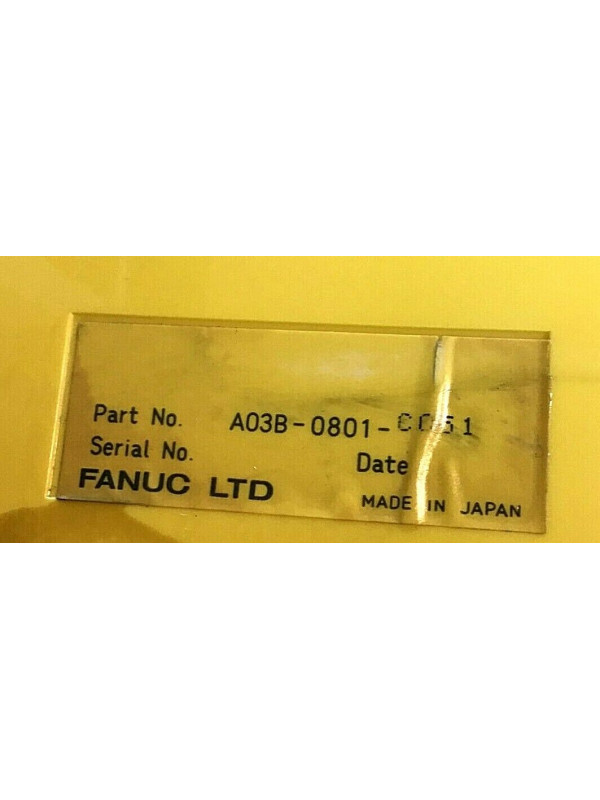 Part No. A03B-0801-C051
Serial No. Date
FANUC LTD MADE IN JAPAN